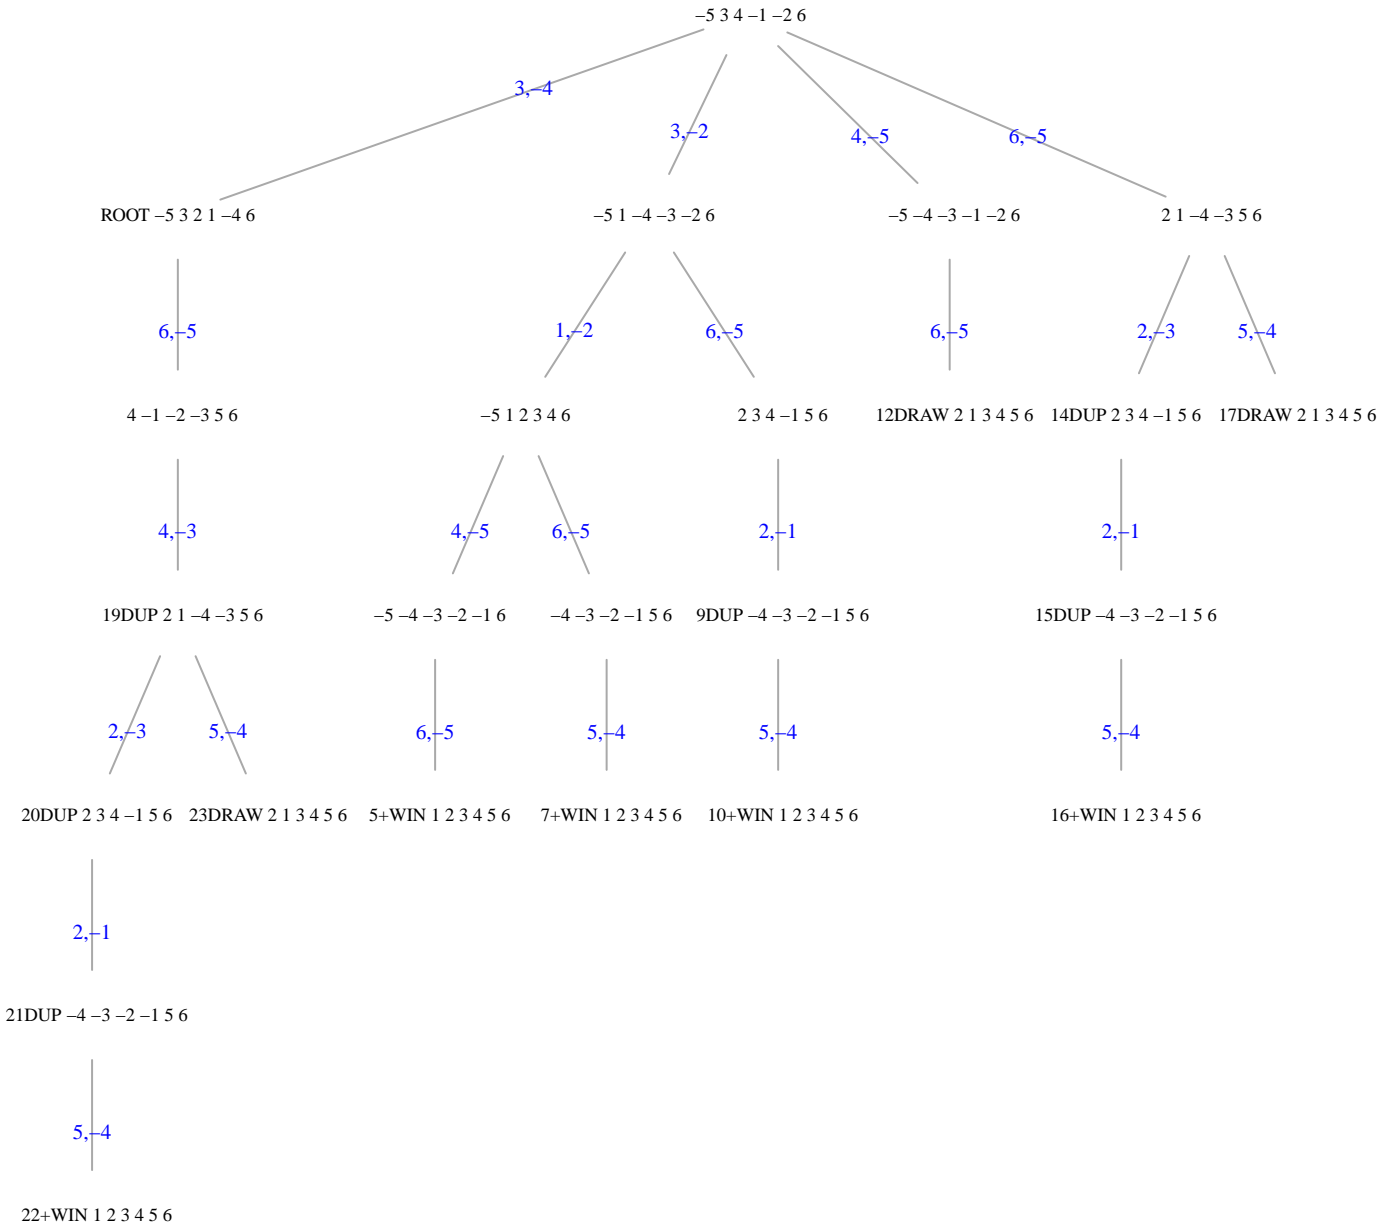 –5 3 4 –1 –2 6
3,–4
3,–2
4,–5
6,–5
ROOT –5 3 2 1 –4 6
–5 1 –4 –3 –2 6
–5 –4 –3 –1 –2 6
2 1 –4 –3 5 6
6,–5
1,–2
6,–5
6,–5
2,–3
5,–4
4 –1 –2 –3 5 6
–5 1 2 3 4 6
2 3 4 –1 5 6
12DRAW 2 1 3 4 5 6
14DUP 2 3 4 –1 5 6
17DRAW 2 1 3 4 5 6
4,–3
4,–5
6,–5
2,–1
2,–1
19DUP 2 1 –4 –3 5 6
–5 –4 –3 –2 –1 6
–4 –3 –2 –1 5 6
9DUP –4 –3 –2 –1 5 6
15DUP –4 –3 –2 –1 5 6
2,–3
5,–4
6,–5
5,–4
5,–4
5,–4
20DUP 2 3 4 –1 5 6
23DRAW 2 1 3 4 5 6
5+WIN 1 2 3 4 5 6
7+WIN 1 2 3 4 5 6
10+WIN 1 2 3 4 5 6
16+WIN 1 2 3 4 5 6
2,–1
21DUP –4 –3 –2 –1 5 6
5,–4
22+WIN 1 2 3 4 5 6